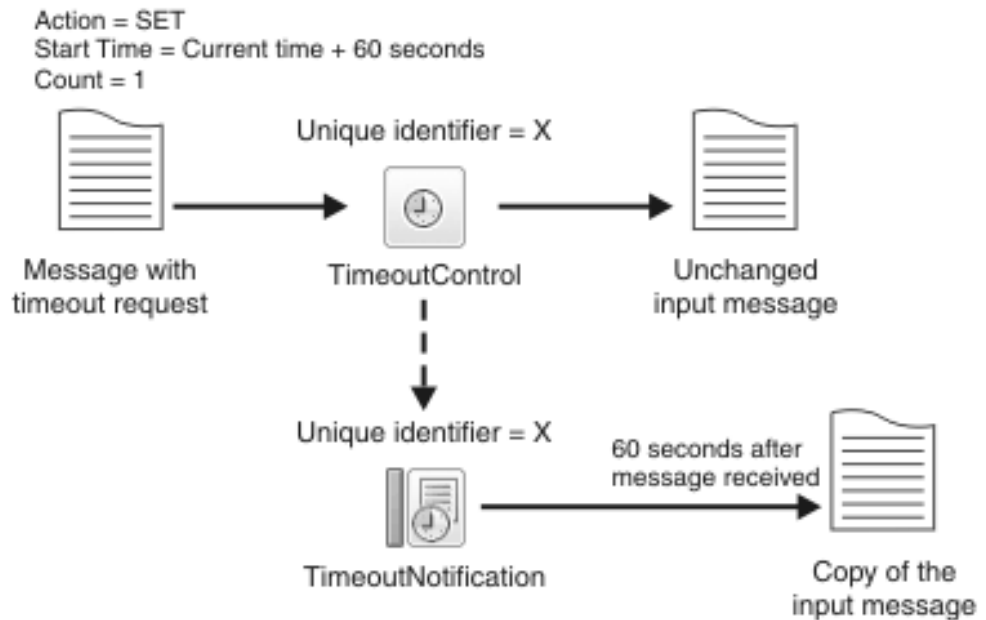 Action = SET
Start Time = Current time + 60 seconds
Count = 1
Unique identifier = X
Message with
timeout request
TimeoutControl
Unchanged
input message
Unique identifier = X
60 seconds after
message received
TimeoutNotification
Copy of the
input message